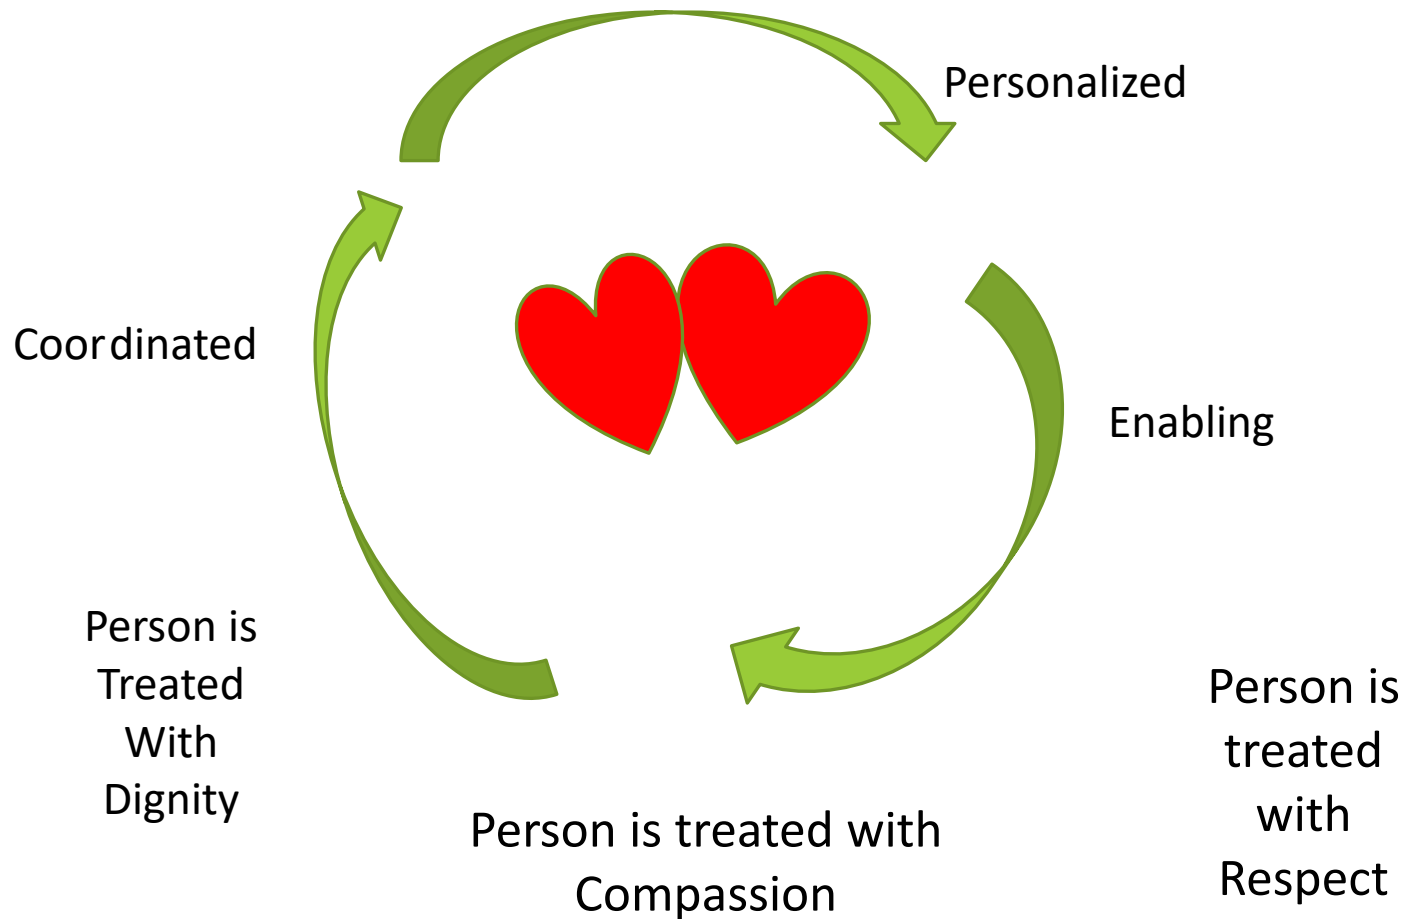 Personalized
Coordinated
Enabling
Person is
Treated
With
Dignity
Person is treated with
Compassion
Person is
treated
with
Respect